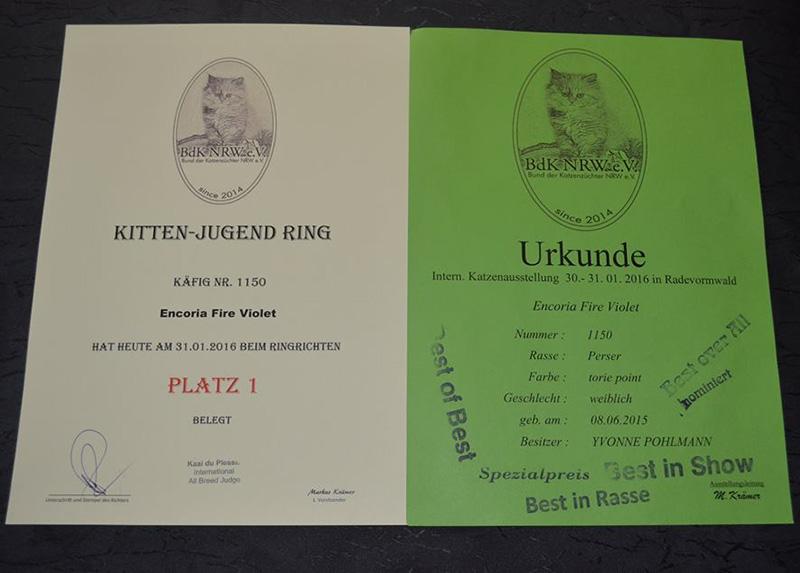 BdK NRW e.V.
Bund der Katzenzüchter NRW e.V.
since 2014
KITTEN-JUGEND RING
KÄFIG NR. 1150
Encoria Fire Violet
HAT HEUTE AM 31.01.2016 BEIM RINGRICHTEN
PLATZ 1
BELEGT
Kaai du Plessi.
International
All Breed Judge
Unterschrift und Stempel des Richters
Markus Krämer
1. Vorsitzender
BdK NRW e.V.
Bund der Katzenzüchter NRW e.V.
since 2014
Urkunde
Intern. Katzenausstellung 30.- 31. 01. 2016 in Radevormwald
Encoria Fire Violet
Nummer : 1150
Rasse : Perser
Farbe : torie point
Geschlecht : weiblich
geb. am : 08.06.2015
Besitzer : YVONNE POHLMANN
Best of Best
Best over All
nominiert
Spezialpreis Best in Show
Best in Rasse
Ausstellungsleitung
M. Krämer